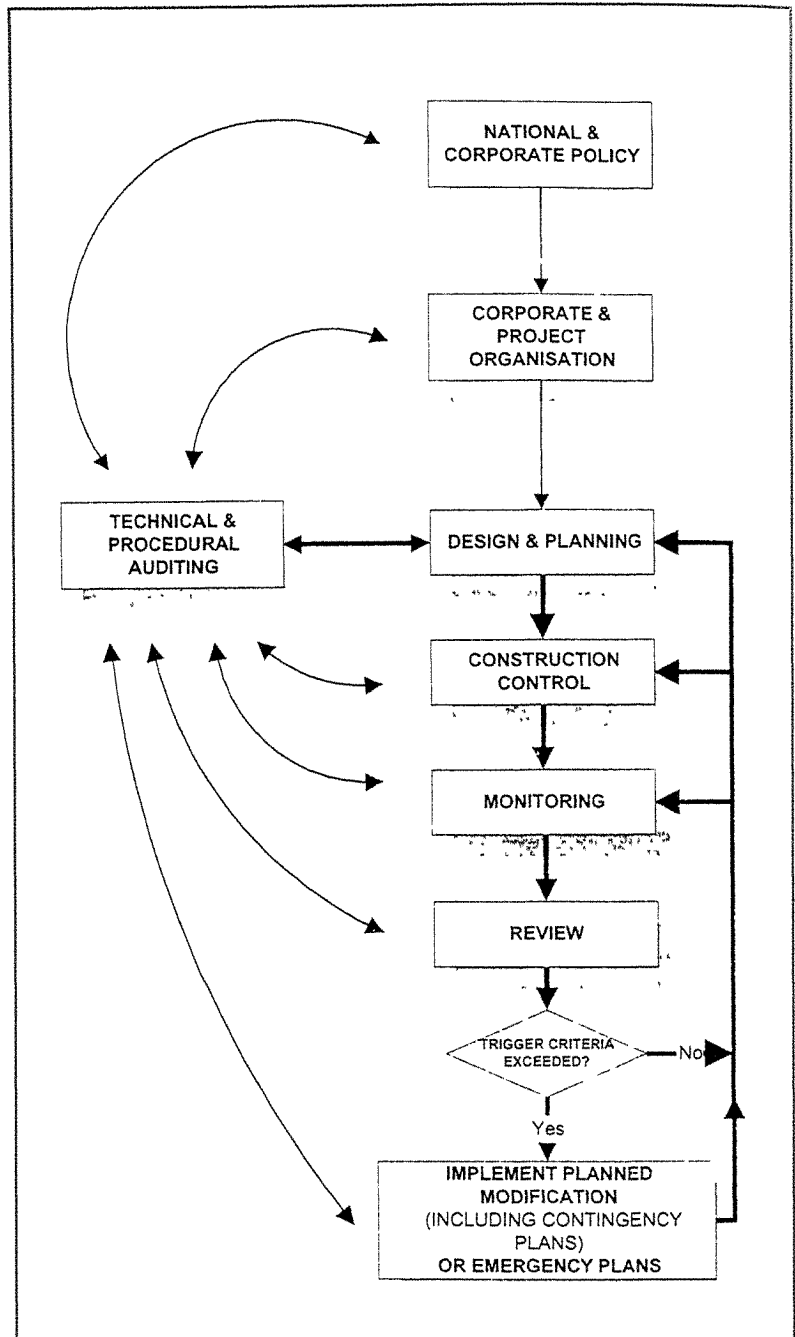 NATIONAL &
CORPORATE POLICY
CORPORATE &
PROJECT
ORGANISATION
TECHNICAL &
PROCEDURAL
AUDITING
DESIGN & PLANNING
CONSTRUCTION
CONTROL
MONITORING
REVIEW
TRIGGER CRITERIA
EXCEEDED?
No
Yes
IMPLEMENT PLANNED
MODIFICATION
(INCLUDING CONTINGENCY
PLANS)
OR EMERGENCY PLANS